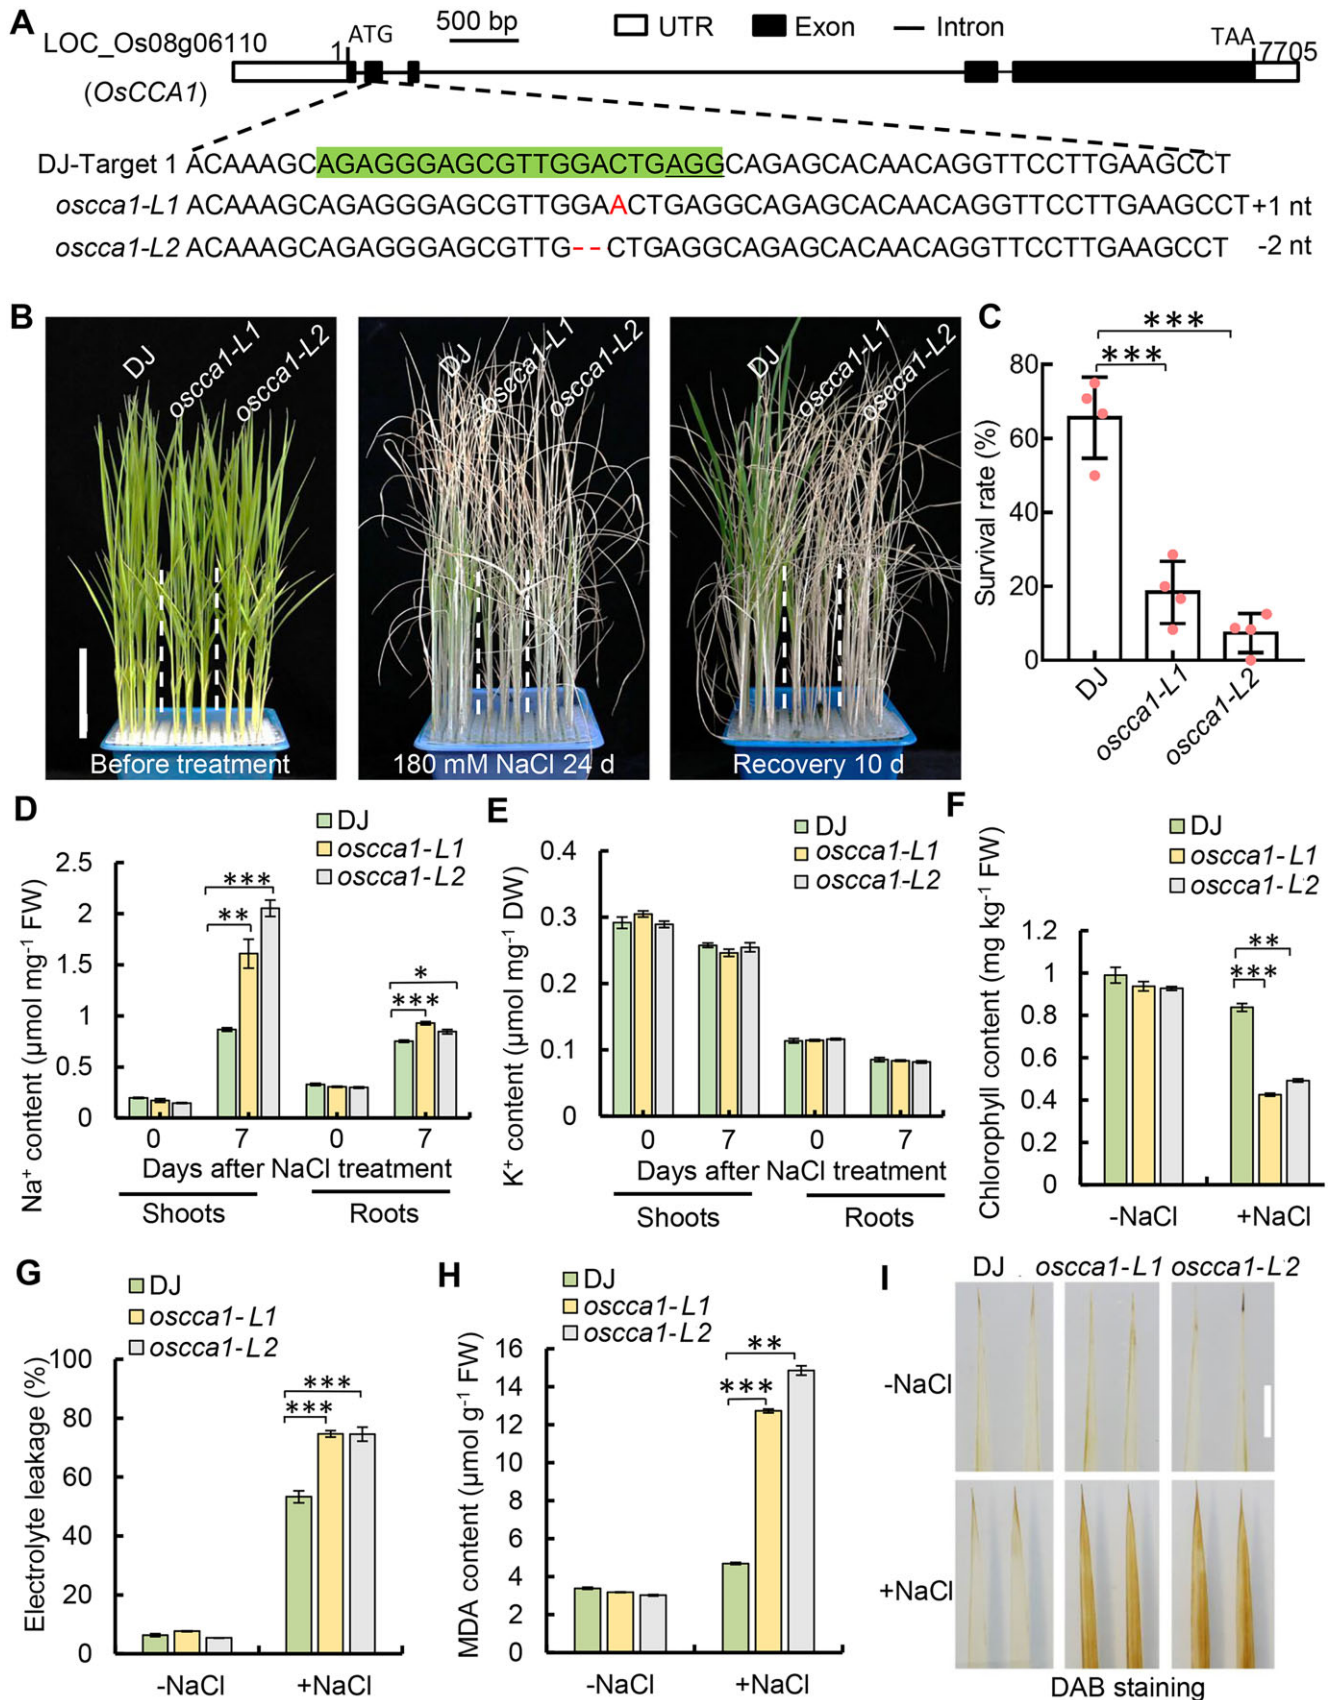 A
LOC_Os08g06110
(OsCCA1)
1
ATG
500 bp
UTR
Exon
Intron
TAA
7705
DJ-Target 1 ACAAAGCAGAGGGAGCGTTGGACTGAGGCAGAGCACAACAGGTTCCTTGAAGCCT
oscca1-L1 ACAAAGCAGAGGGAGCGTTGGAACTGAGGCAGAGCACAACAGGTTCCTTGAAGCCT +1 nt
oscca1-L2 ACAAAGCAGAGGGAGCGTTG--CTGAGGCAGAGCACAACAGGTTCCTTGAAGCCT -2 nt
B
DJ oscca1-L1 oscca1-L2
Before treatment
DJ oscca1-L1 oscca1-L2
180 mM NaCl 24 d
DJ oscca1-L1 oscca1-L2
Recovery 10 d
C
***
***
Survival rate (%)
80
60
40
20
0
DJ oscca1-L1 oscca1-L2
D
DJ
oscca1-L1
oscca1-L2
Na⁺ content (µmol mg⁻¹ FW)
2.5
2
1.5
1
0.5
0
***
**
*
***
0 7 0 7
Days after NaCl treatment
Shoots Roots
E
DJ
oscca1-L1
oscca1-L2
K⁺ content (µmol mg⁻¹ DW)
0.4
0.3
0.2
0.1
0
0 7 0 7
Days after NaCl treatment
Shoots Roots
F
DJ
oscca1-L1
oscca1-L2
Chlorophyll content (mg kg⁻¹ FW)
1.2
1
0.8
0.6
0.4
0.2
0
**
***
-NaCl +NaCl
G
DJ
oscca1-L1
oscca1-L2
Electrolyte leakage (%)
100
80
60
40
20
0
***
***
-NaCl +NaCl
H
DJ
oscca1-L1
oscca1-L2
MDA content (µmol g⁻¹ FW)
16
14
12
10
8
6
4
2
0
**
***
-NaCl +NaCl
I
DJ oscca1-L1 oscca1-L2
-NaCl
+NaCl
DAB staining